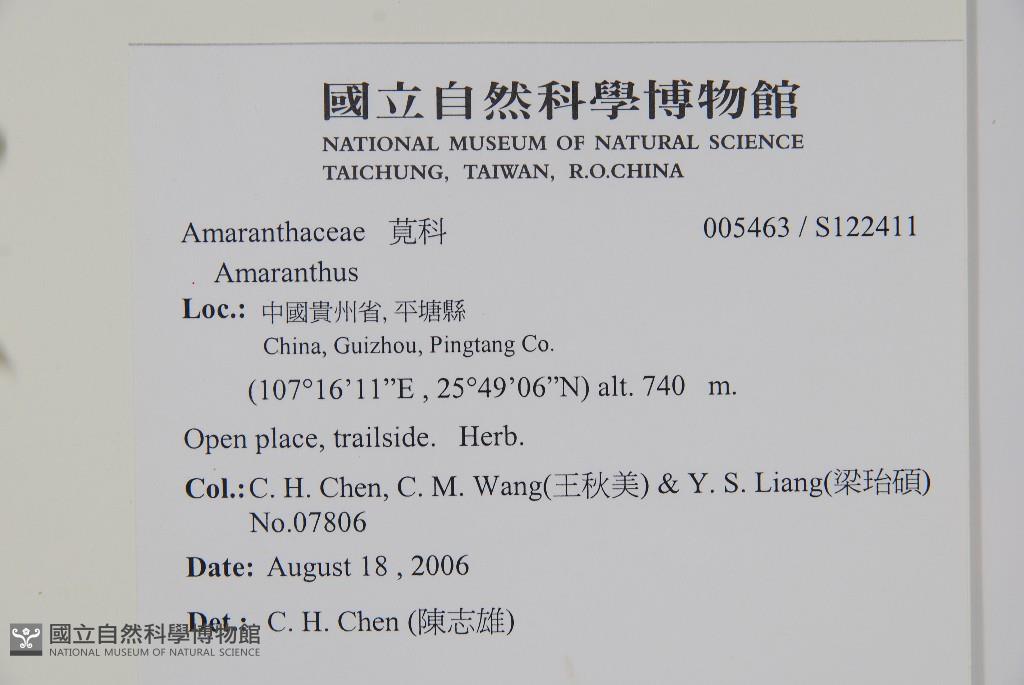 國立自然科學博物館
NATIONAL MUSEUM OF NATURAL SCIENCE
TAICHUNG, TAIWAN, R.O.CHINA
Amaranthaceae 莧科 005463 / S122411
Amaranthus
Loc.: 中國貴州省, 平塘縣
China, Guizhou, Pingtang Co.
(107°16’11”E , 25°49’06”N) alt. 740 m.
Open place, trailside. Herb.
Col.: C. H. Chen, C. M. Wang(王秋美) & Y. S. Liang(梁珆碩)
No.07806
Date: August 18 , 2006
Det.: C. H. Chen (陳志雄)
國立自然科學博物館
NATIONAL MUSEUM OF NATURAL SCIENCE